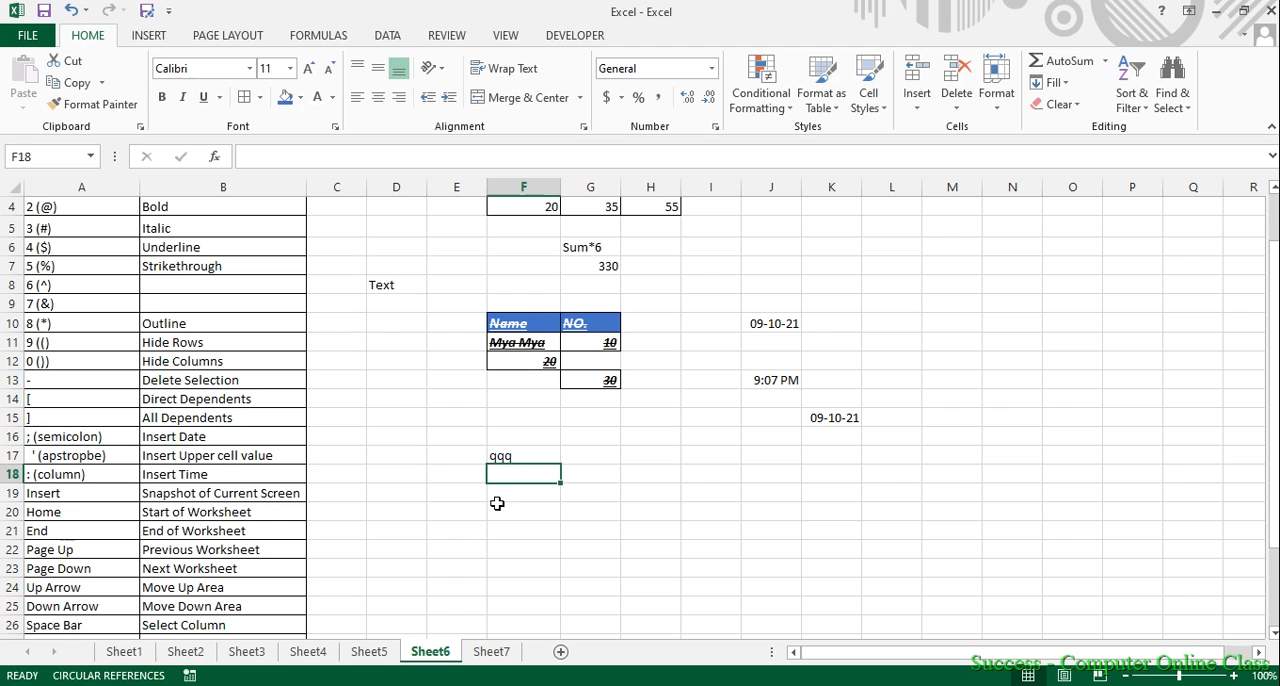 Excel - Excel
FILE HOME INSERT PAGE LAYOUT FORMULAS DATA REVIEW VIEW DEVELOPER
Paste Cut Copy Format Painter Clipboard
Calibri 11 B I U A Font
Wrap Text Merge & Center Alignment
General $ % , Number
Conditional Formatting Format as Table Cell Styles Styles
Insert Delete Format Cells
AutoSum Fill Clear Sort & Filter Find & Select Editing
F18 fx
A B C D E F G H I J K L M N O P Q R
4 2 (@) Bold 20 35 55
5 3 (#) Italic
6 4 ($) Underline Sum*6
7 5 (%) Strikethrough 330
8 6 (^) Text
9 7 (&)
10 8 (*) Outline Name NO. 09-10-21
11 9 (() Hide Rows Mya Mya 10
12 0 ()) Hide Columns 20
13 - Delete Selection 30 9:07 PM
14 [ Direct Dependents
15 ] All Dependents 09-10-21
16 ; (semicolon) Insert Date
17 ' (apstropbe) Insert Upper cell value qqq
18 : (column) Insert Time
19 Insert Snapshot of Current Screen
20 Home Start of Worksheet
21 End End of Worksheet
22 Page Up Previous Worksheet
23 Page Down Next Worksheet
24 Up Arrow Move Up Area
25 Down Arrow Move Down Area
26 Space Bar Select Column
Sheet1 Sheet2 Sheet3 Sheet4 Sheet5 Sheet6 Sheet7
Success - Computer Online Class
READY CIRCULAR REFERENCES 100%